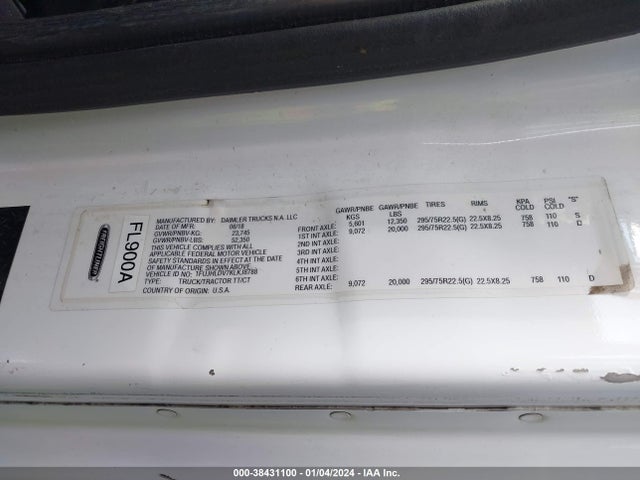 FREIGHTLINER
FL900A
MANUFACTURED BY: DAIMLER TRUCKS N.A. LLC
DATE OF MFR: 06/18
GVWR/PNBV-KG: 23,745
GVWR/PNBV-LBS: 52,350
THIS VEHICLE COMPLIES WITH ALL
APPLICABLE FEDERAL MOTOR VEHICLE
SAFETY STANDARDS IN EFFECT AT THE DATE
OF MANUFACTURE SHOWN ABOVE
VEHICLE ID:
TYPE: TRUCK/TRACTOR TT/CT
COUNTRY OF ORIGIN: U.S.A.
GAWR/PNBE GAWR/PNBE TIRES RIMS KPA PSI "S"
KGS LBS COLD COLD
FRONT AXLE: 5,601 12,350 295/75R22.5(G) 22.5X8.25 758 110 S
1ST INT AXLE: 9,072 20,000 295/75R22.5(G) 22.5X8.25 758 110 D
2ND INT AXLE:
3RD INT AXLE:
4TH INT AXLE:
5TH INT AXLE:
6TH INT AXLE:
REAR AXLE: 9,072 20,000 295/75R22.5(G) 22.5X8.25 758 110 D
000-38431100 - 01/04/2024 - IAA Inc.